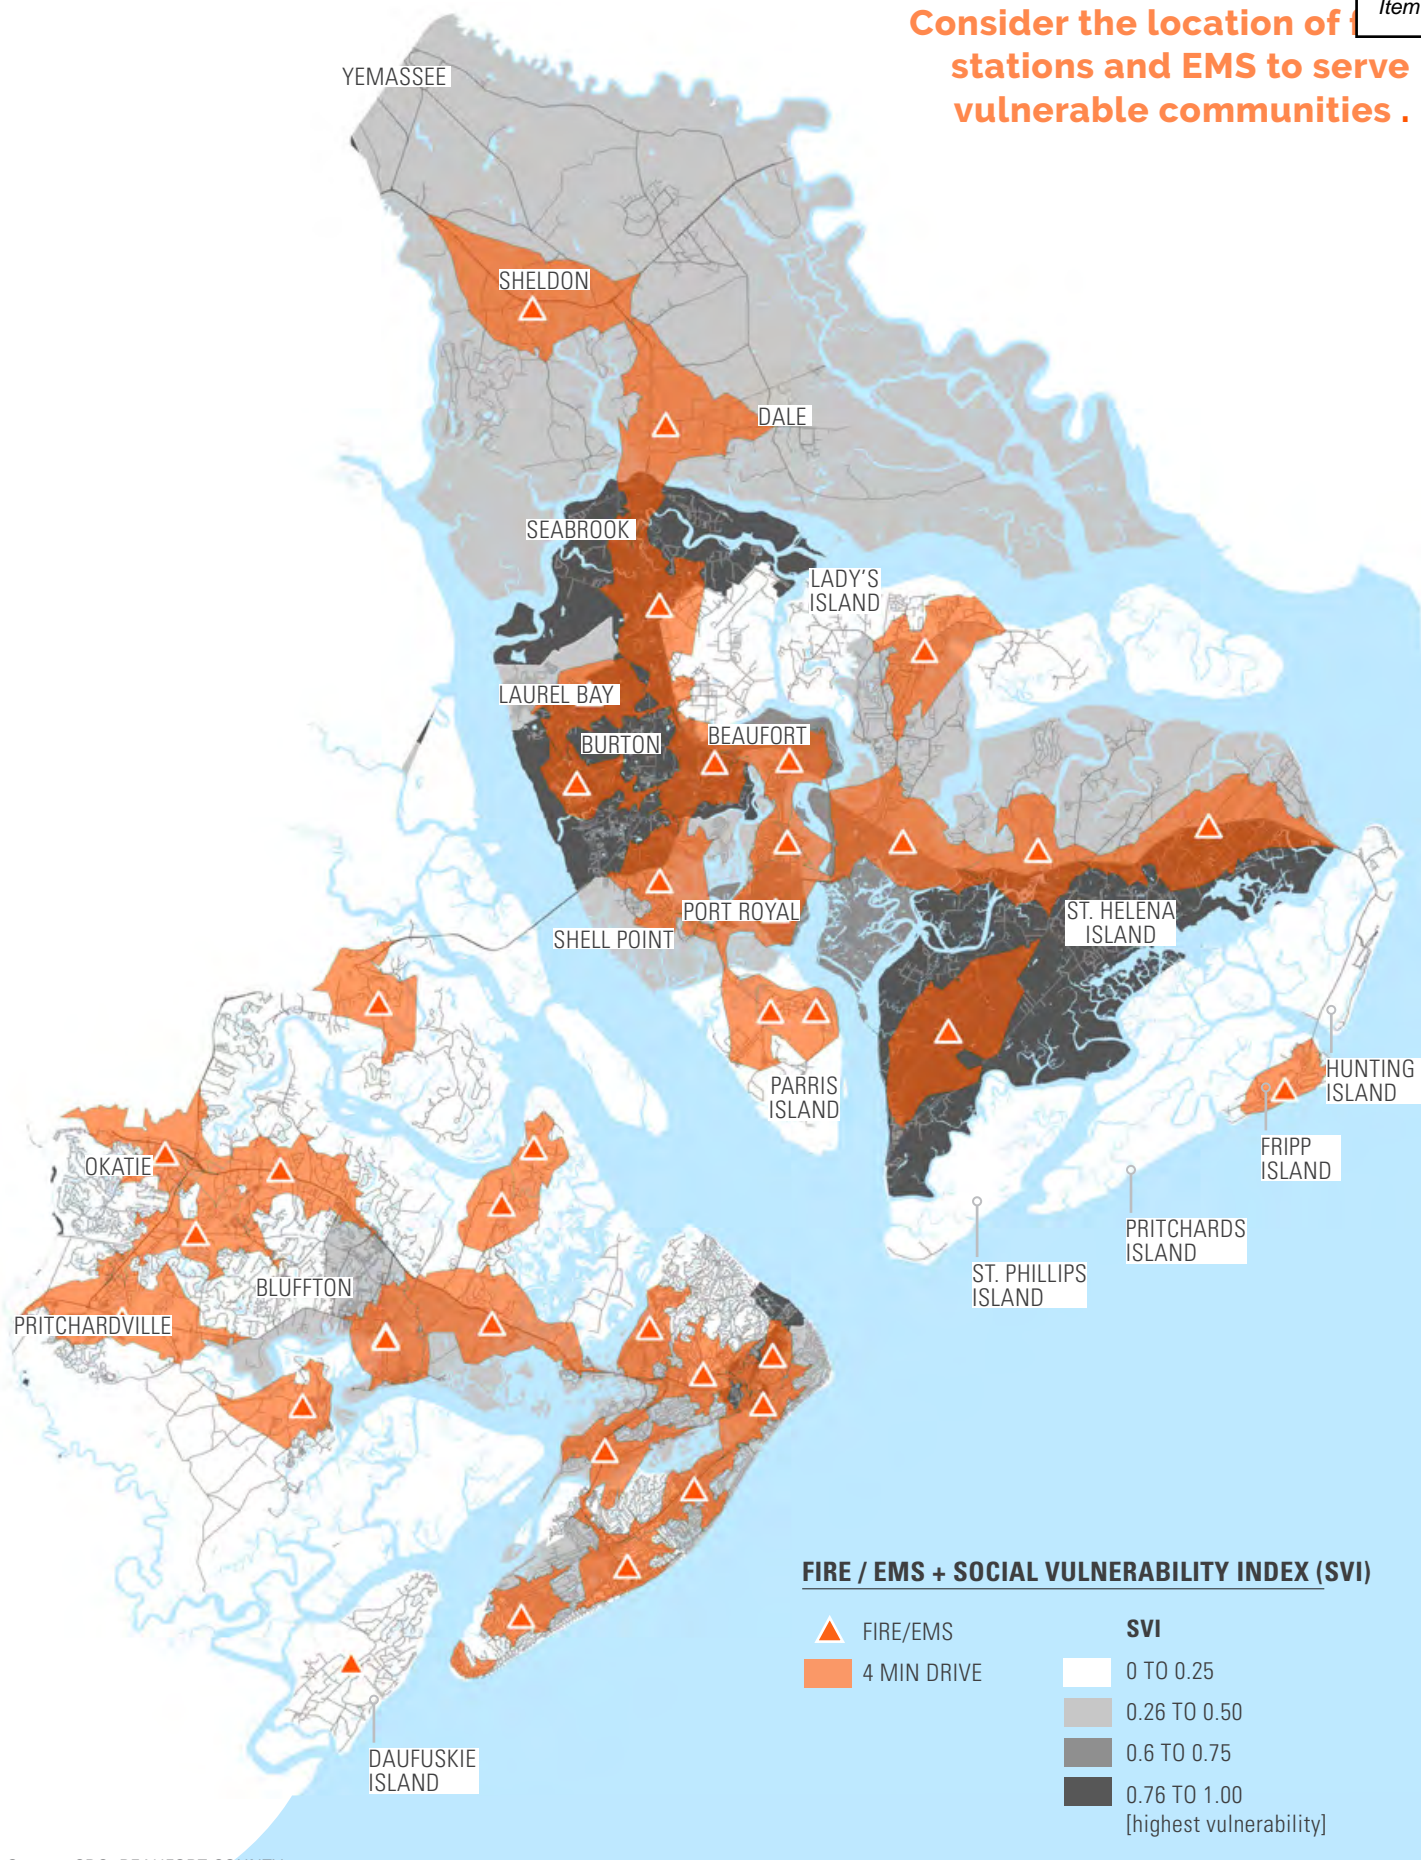 Item
Consider the location of
stations and EMS to serve
vulnerable communities .
YEMASSEE
SHELDON
DALE
SEABROOK
LADY'S
ISLAND
LAUREL BAY
BURTON
BEAUFORT
PORT ROYAL
SHELL POINT
ST. HELENA
ISLAND
PARRIS
ISLAND
HUNTING
ISLAND
FRIPP
ISLAND
PRITCHARDS
ISLAND
ST. PHILLIPS
ISLAND
OKATIE
BLUFFTON
PRITCHARDVILLE
DAUFUSKIE
ISLAND
FIRE / EMS + SOCIAL VULNERABILITY INDEX (SVI)
FIRE/EMS
4 MIN DRIVE
SVI
0 TO 0.25
0.26 TO 0.50
0.6 TO 0.75
0.76 TO 1.00
[highest vulnerability]